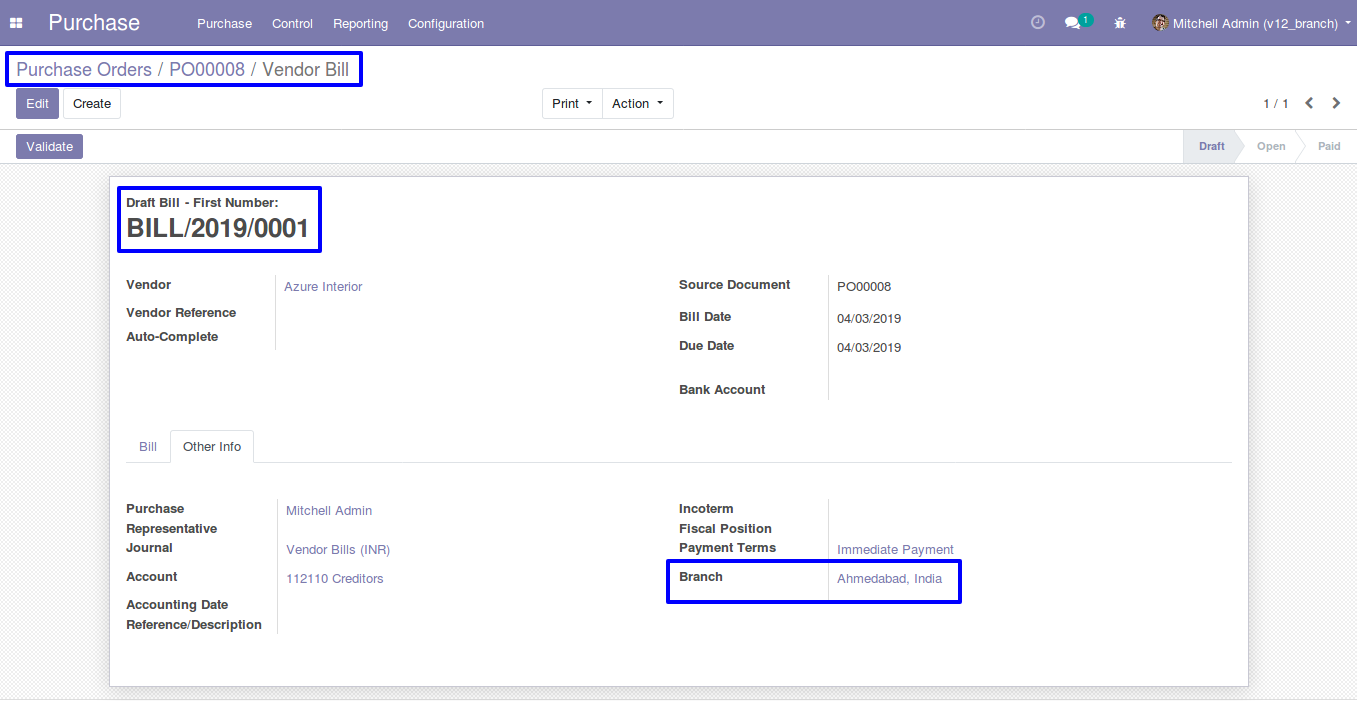 Purchase Purchase Control Reporting Configuration 1 Mitchell Admin (v12_branch)
Purchase Orders / PO00008 / Vendor Bill
Edit Create Print Action 1 / 1
Validate Draft Open Paid
Draft Bill - First Number:
BILL/2019/0001
Vendor Azure Interior Source Document PO00008
Vendor Reference Bill Date 04/03/2019
Auto-Complete Due Date 04/03/2019
Bank Account
Bill Other Info
Purchase Mitchell Admin Incoterm
Representative Fiscal Position
Journal Vendor Bills (INR) Payment Terms Immediate Payment
Account 112110 Creditors Branch Ahmedabad, India
Accounting Date
Reference/Description